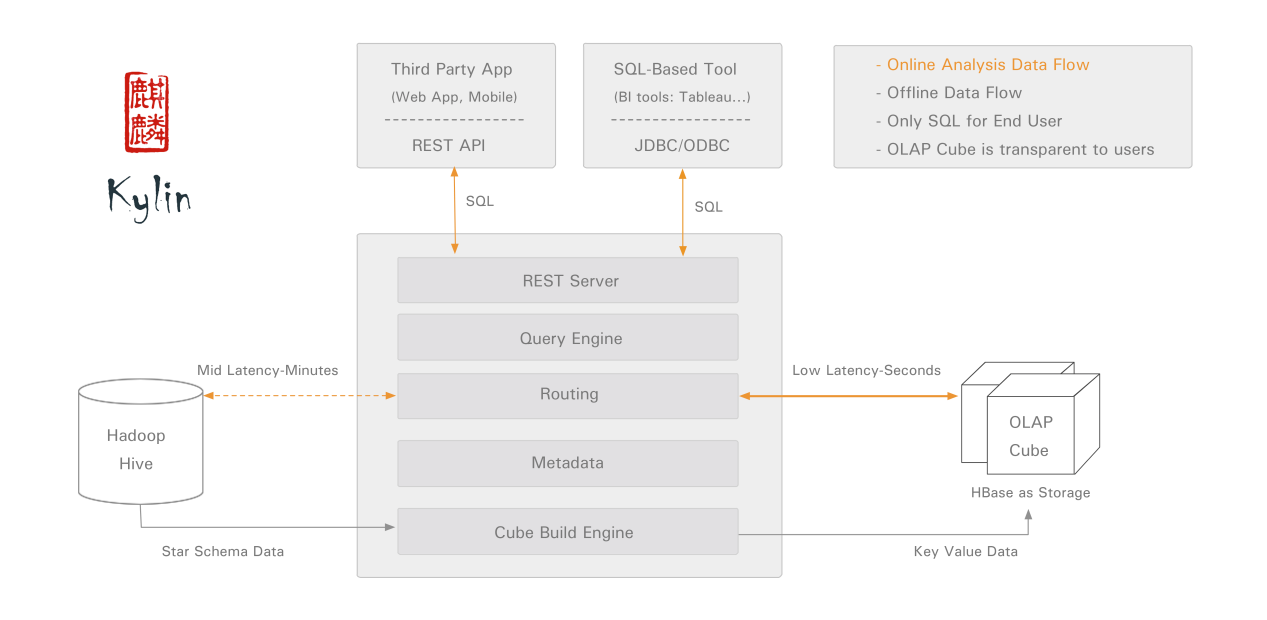 麒
麟
Kylin
Third Party App
(Web App, Mobile)
REST API
SQL-Based Tool
(BI tools: Tableau...)
JDBC/ODBC
- Online Analysis Data Flow
- Offline Data Flow
- Only SQL for End User
- OLAP Cube is transparent to users
SQL
SQL
REST Server
Query Engine
Mid Latency-Minutes
Routing
Low Latency-Seconds
Hadoop
Hive
OLAP
Cube
Metadata
HBase as Storage
Cube Build Engine
Star Schema Data
Key Value Data